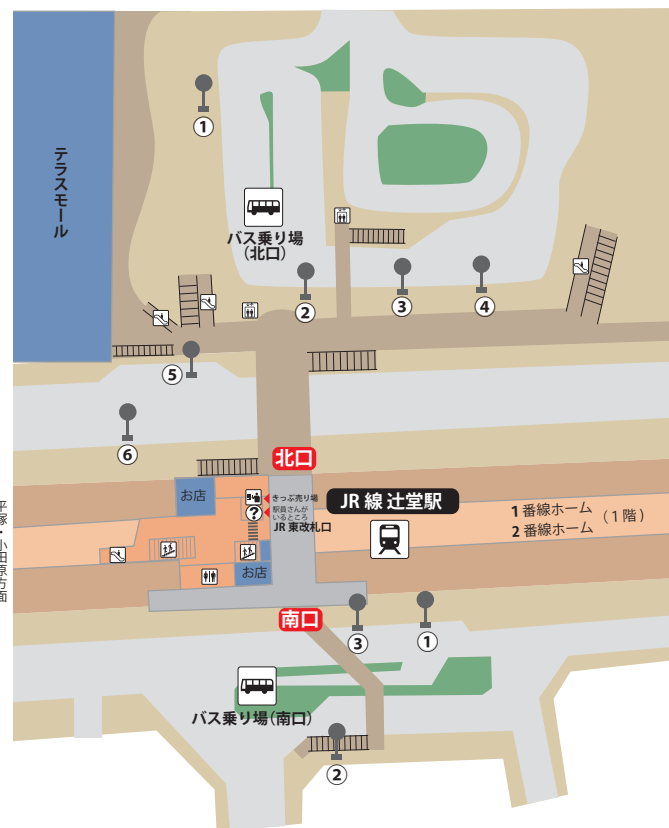 ①
テラスモール
バス乗り場
(北口)
②
③
④
⑤
⑥
北口
お店
きっぷ売り場
駅員さんが
いるところ
?
JR 東改札口
JR 線 辻堂駅
1 番線ホーム
2 番線ホーム
(1階)
平塚・小田原方面
お店
南口
③
①
バス乗り場(南口)
②